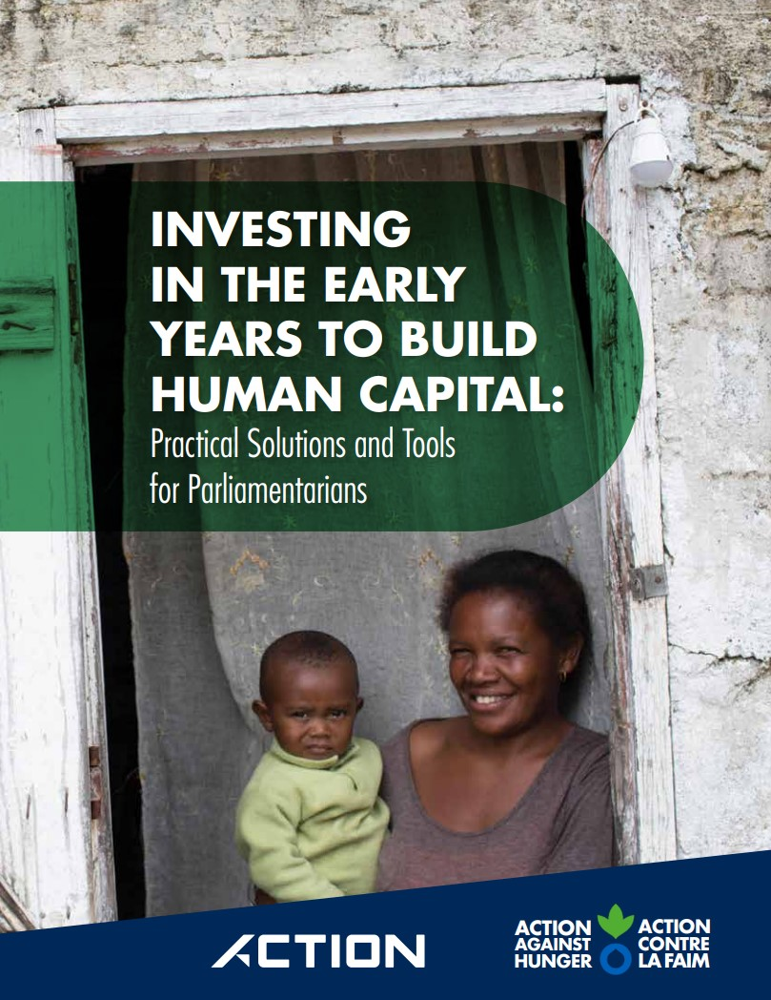 INVESTING
IN THE EARLY
YEARS TO BUILD
HUMAN CAPITAL:
Practical Solutions and Tools
for Parliamentarians
ACTION
ACTION
AGAINST
HUNGER
ACTION
CONTRE
LA FAIM